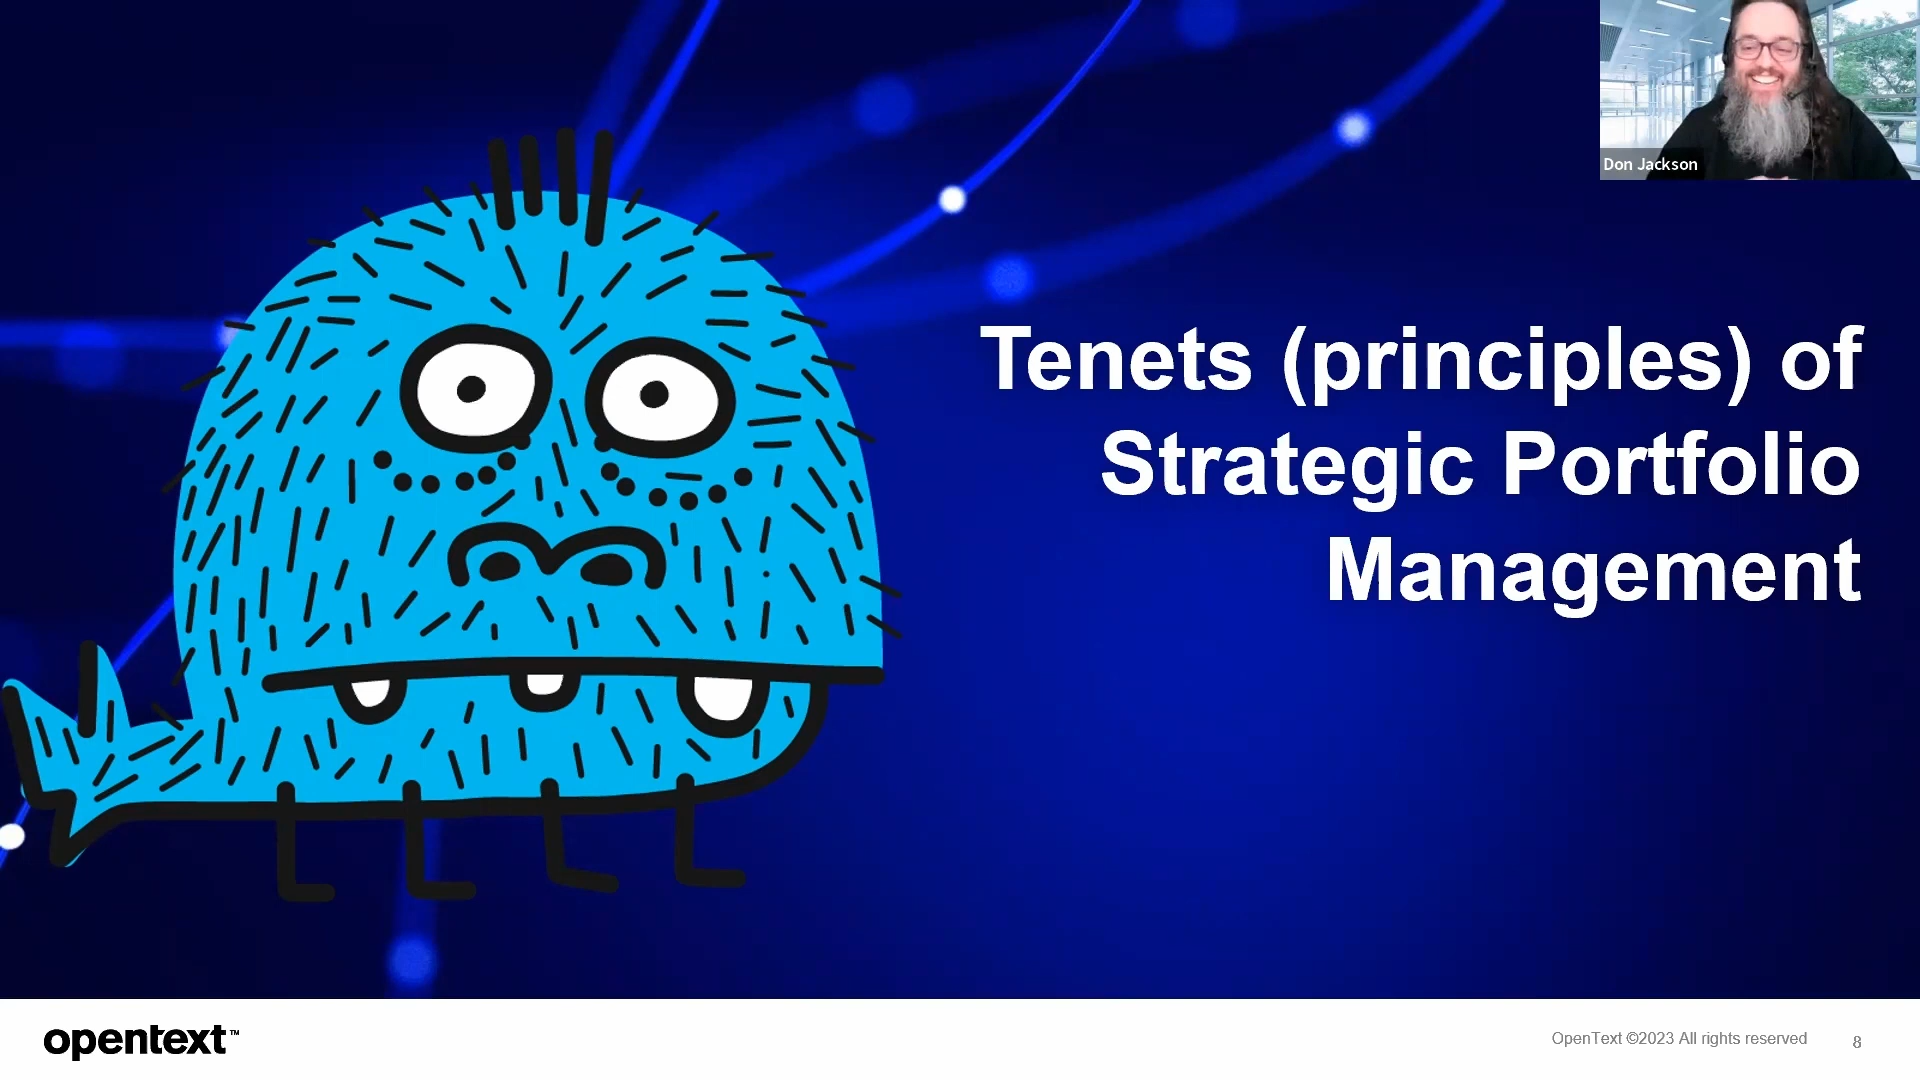 Don Jackson
Tenets (principles) of
Strategic Portfolio
Management
opentext™
OpenText ©2023 All rights reserved
8